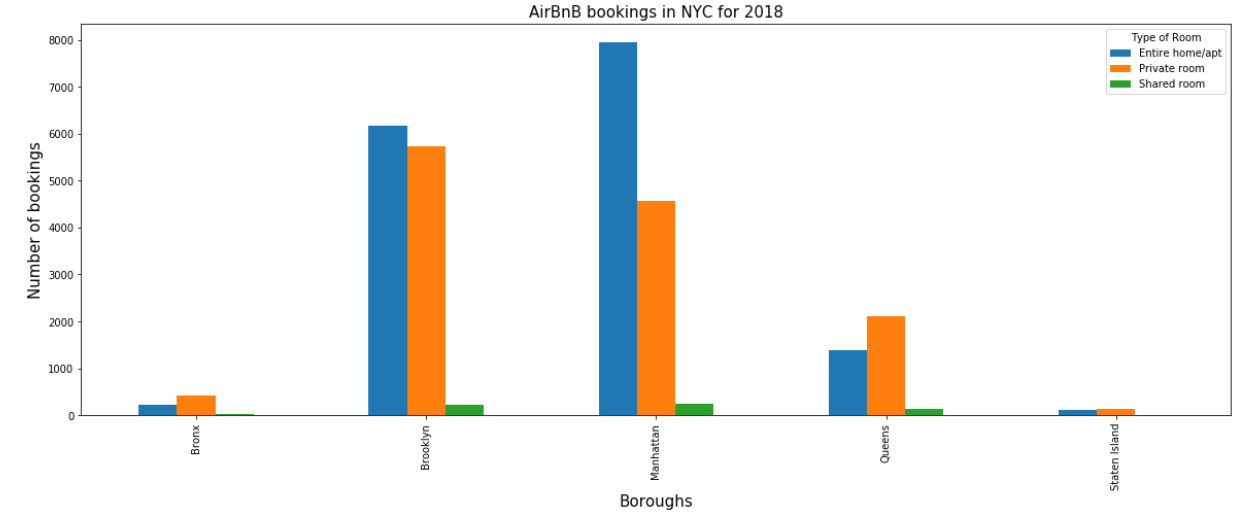 AirBnB bookings in NYC for 2018
Type of Room
Entire home/apt
Private room
Shared room
Number of bookings
8000
7000
6000
5000
4000
3000
2000
1000
0
Bronx
Brooklyn
Manhattan
Queens
Staten Island
Boroughs